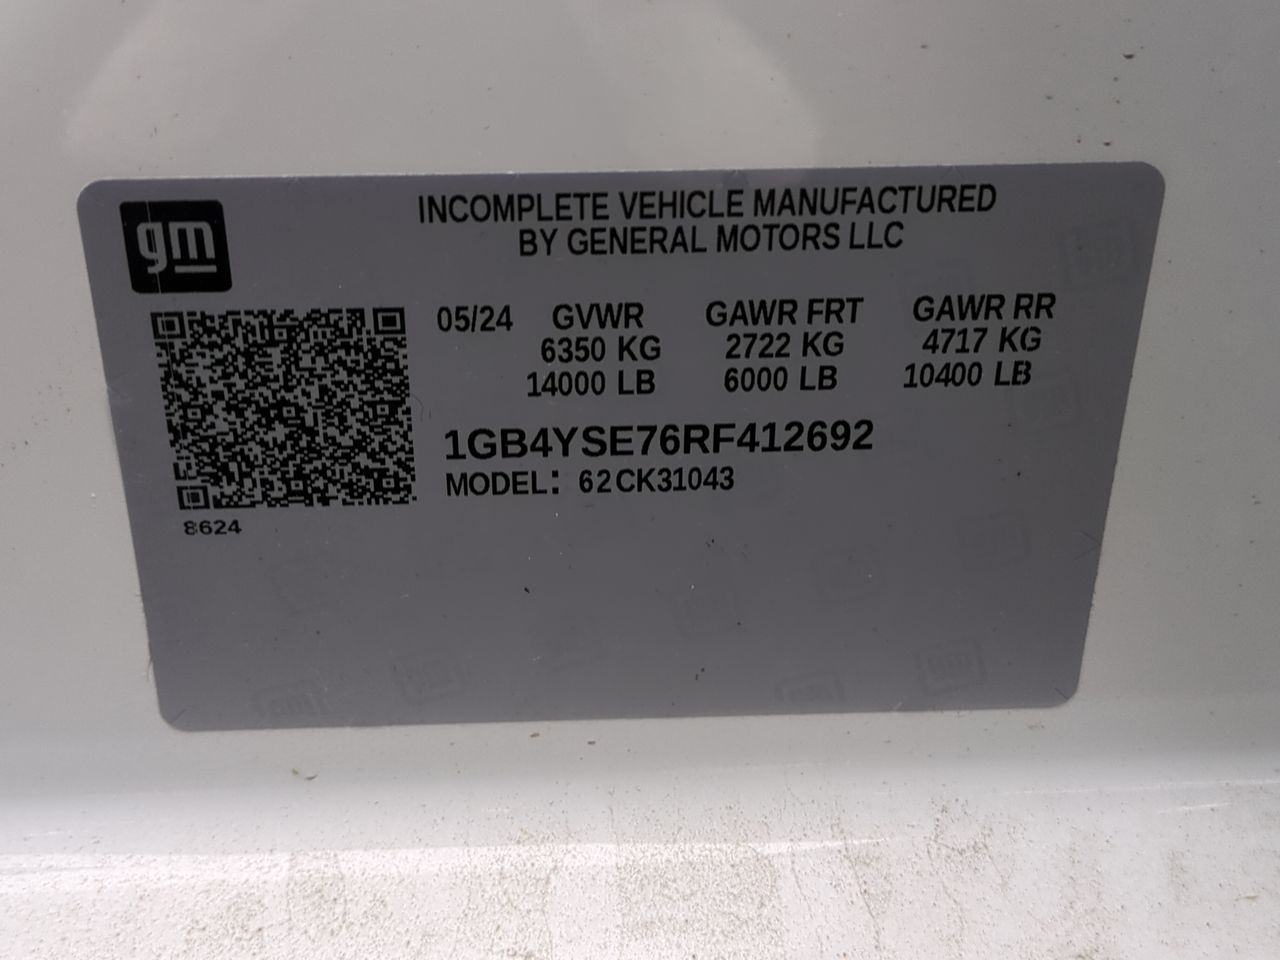 gm
INCOMPLETE VEHICLE MANUFACTURED
BY GENERAL MOTORS LLC
05/24 GVWR GAWR FRT GAWR RR
6350 KG 2722 KG 4717 KG
14000 LB 6000 LB 10400 LB
1GB4YSE76RF412692
MODEL: 62CK31043
8624